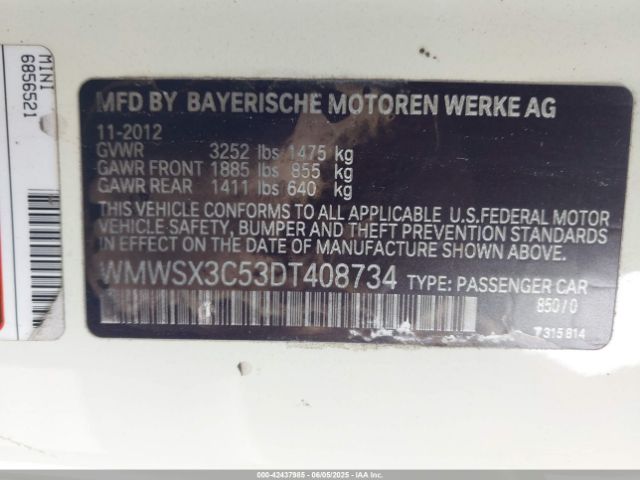 MINI
6856521
MFD BY BAYERISCHE MOTOREN WERKE AG
11-2012
GVWR 3252 lbs 1475 kg
GAWR FRONT 1885 lbs 855 kg
GAWR REAR 1411 lbs 640 kg
THIS VEHICLE CONFORMS TO ALL APPLICABLE U.S.FEDERAL MOTOR
VEHICLE SAFETY, BUMPER AND THEFT PREVENTION STANDARDS
IN EFFECT ON THE DATE OF MANUFACTURE SHOWN ABOVE.
WMWSX3C53DT408734 TYPE: PASSENGER CAR
850/0
7315814
000-42437985 - 06/05/2025 - COPYRIGHT IAA, LLC.